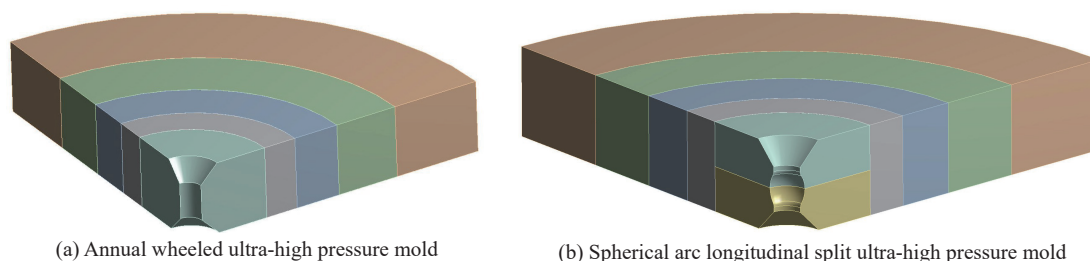 (a) Annual wheeled ultra-high pressure mold
(b) Spherical arc longitudinal split ultra-high pressure mold